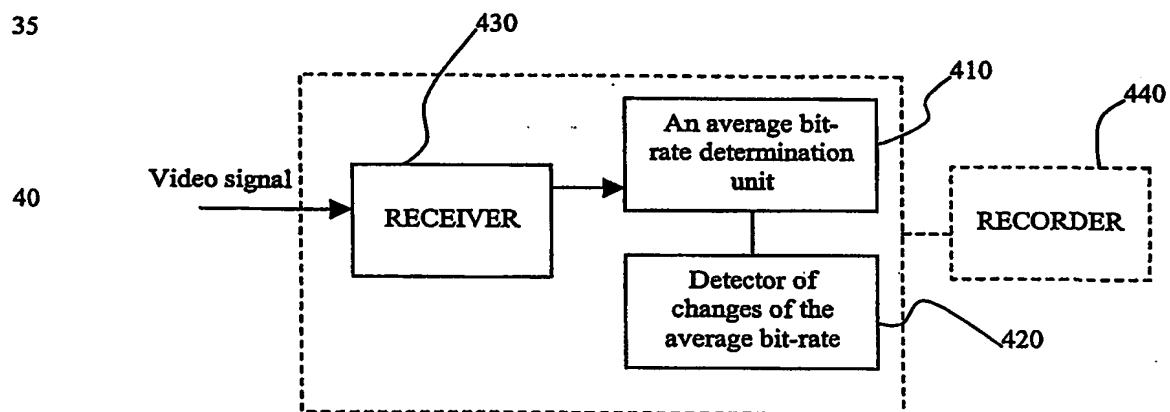 35
430
410
440
An average bit-
rate determination
unit
Video signal
40
RECEIVER
RECORDER
Detector of
changes of the
average bit-rate
420